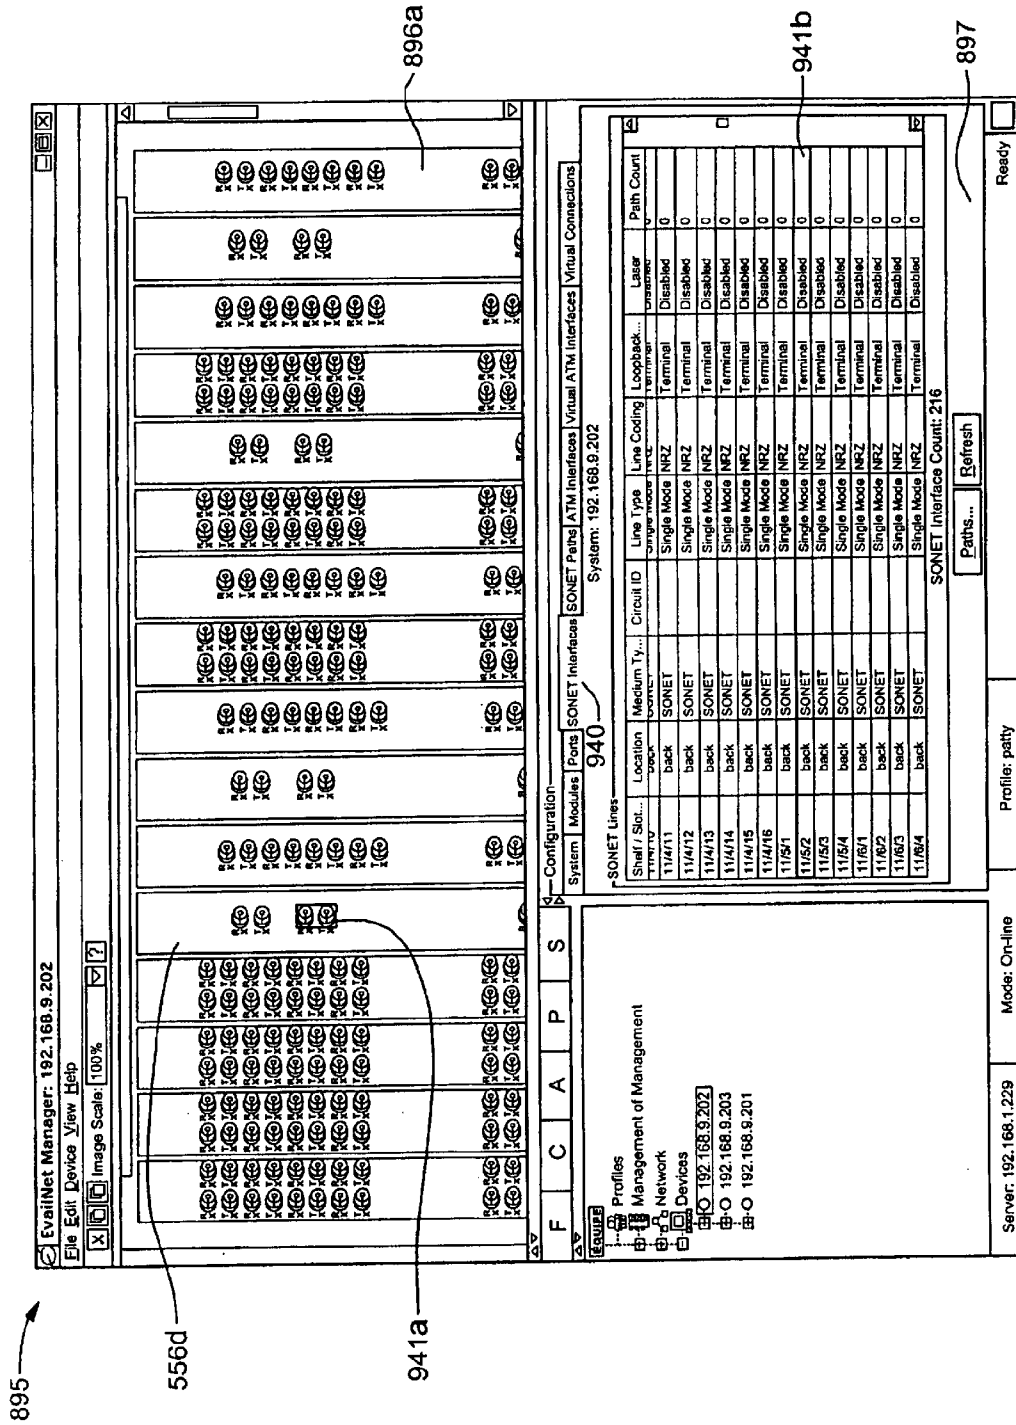 895
EvailNet Manager: 192.168.9.202
File Edit Device View Help
X Image Scale: 100% ?
556d
941a
896a
F C A P S
EQUIPE
Profiles
Management of Management
Network
Devices
192.168.9.202
192.168.9.203
192.168.9.201
Configuration
System Modules Ports SONET Interfaces SONET Paths ATM Interfaces Virtual ATM Interfaces Virtual Connections
940
System: 192.168.9.202
SONET Lines
Shelf / Slot... Location Medium Ty... Circuit ID Line Type Line Coding Loopback... Laser Path Count
11/4/10 back SONET Single Mode NRZ Terminal Disabled 0
11/4/11 back SONET Single Mode NRZ Terminal Disabled 0
11/4/12 back SONET Single Mode NRZ Terminal Disabled 0
11/4/13 back SONET Single Mode NRZ Terminal Disabled 0
11/4/14 back SONET Single Mode NRZ Terminal Disabled 0
11/4/15 back SONET Single Mode NRZ Terminal Disabled 0
11/4/16 back SONET Single Mode NRZ Terminal Disabled 0
11/5/1 back SONET Single Mode NRZ Terminal Disabled 0
11/5/2 back SONET Single Mode NRZ Terminal Disabled 0
11/5/3 back SONET Single Mode NRZ Terminal Disabled 0
11/5/4 back SONET Single Mode NRZ Terminal Disabled 0
11/6/1 back SONET Single Mode NRZ Terminal Disabled 0
11/6/2 back SONET Single Mode NRZ Terminal Disabled 0
11/6/3 back SONET Single Mode NRZ Terminal Disabled 0
11/6/4 back SONET Single Mode NRZ Terminal Disabled 0
941b
SONET Interface Count: 216
Paths... Refresh
897
Server: 192.168.1.229 Mode: On-line Profile: patty Ready